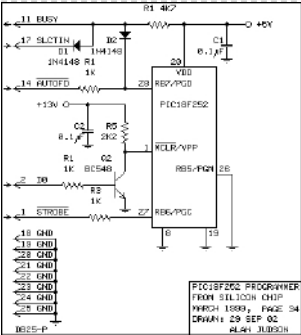 R1 4K7
11 BUSY
+5V
17 SLCTIN
D1
1N4148
D2
1N4148
R1
1K
C1
0.1µF
20
VDD
14 AUTOFD
28 RB7/PGD
PIC18F252
+13V
C2
0.1µF
R5
2K2
1 MCLR/VPP
Q2
BC548
R1
1K
RB5/PGM 26
2 D0
R3
1K
1 STROBE
27 RB6/PGC
8
19
18 GND
19 GND
20 GND
21 GND
22 GND
23 GND
24 GND
25 GND
DB25-P
PIC18F252 PROGRAMMER
FROM SILICON CHIP
MARCH 1999, PAGE 34
DRAWN: 29 SEP 02
ALAN JUDSON